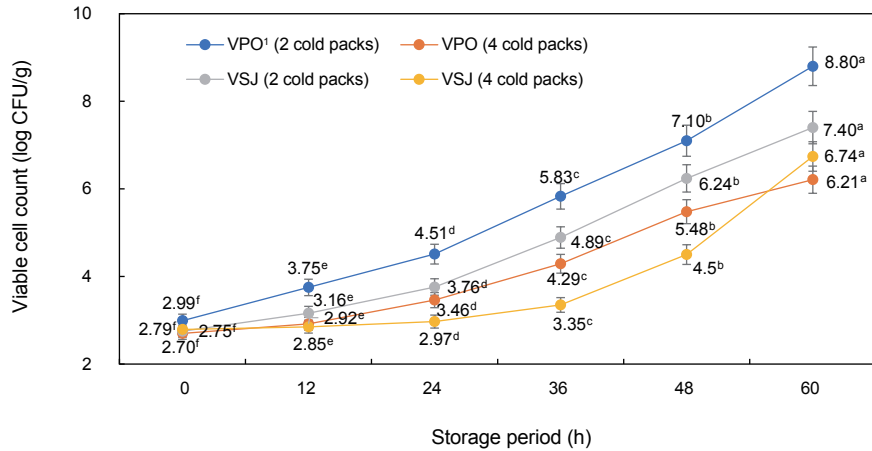 10
8
6
4
2
Viable cell count (log CFU/g)
VPO¹ (2 cold packs)
VPO (4 cold packs)
VSJ (2 cold packs)
VSJ (4 cold packs)
2.99ᶠ
3.75ᵉ
4.51ᵈ
5.83ᶜ
7.10ᵇ
8.80ᵃ
2.79ᶠ
2.75ᶠ
3.16ᵉ
3.76ᵈ
4.89ᶜ
6.24ᵇ
7.40ᵃ
2.70ᶠ
2.92ᵉ
3.46ᵈ
4.29ᶜ
5.48ᵇ
6.74ᵃ
2.85ᵉ
2.97ᵈ
3.35ᶜ
4.5ᵇ
6.21ᵃ
0
12
24
36
48
60
Storage period (h)